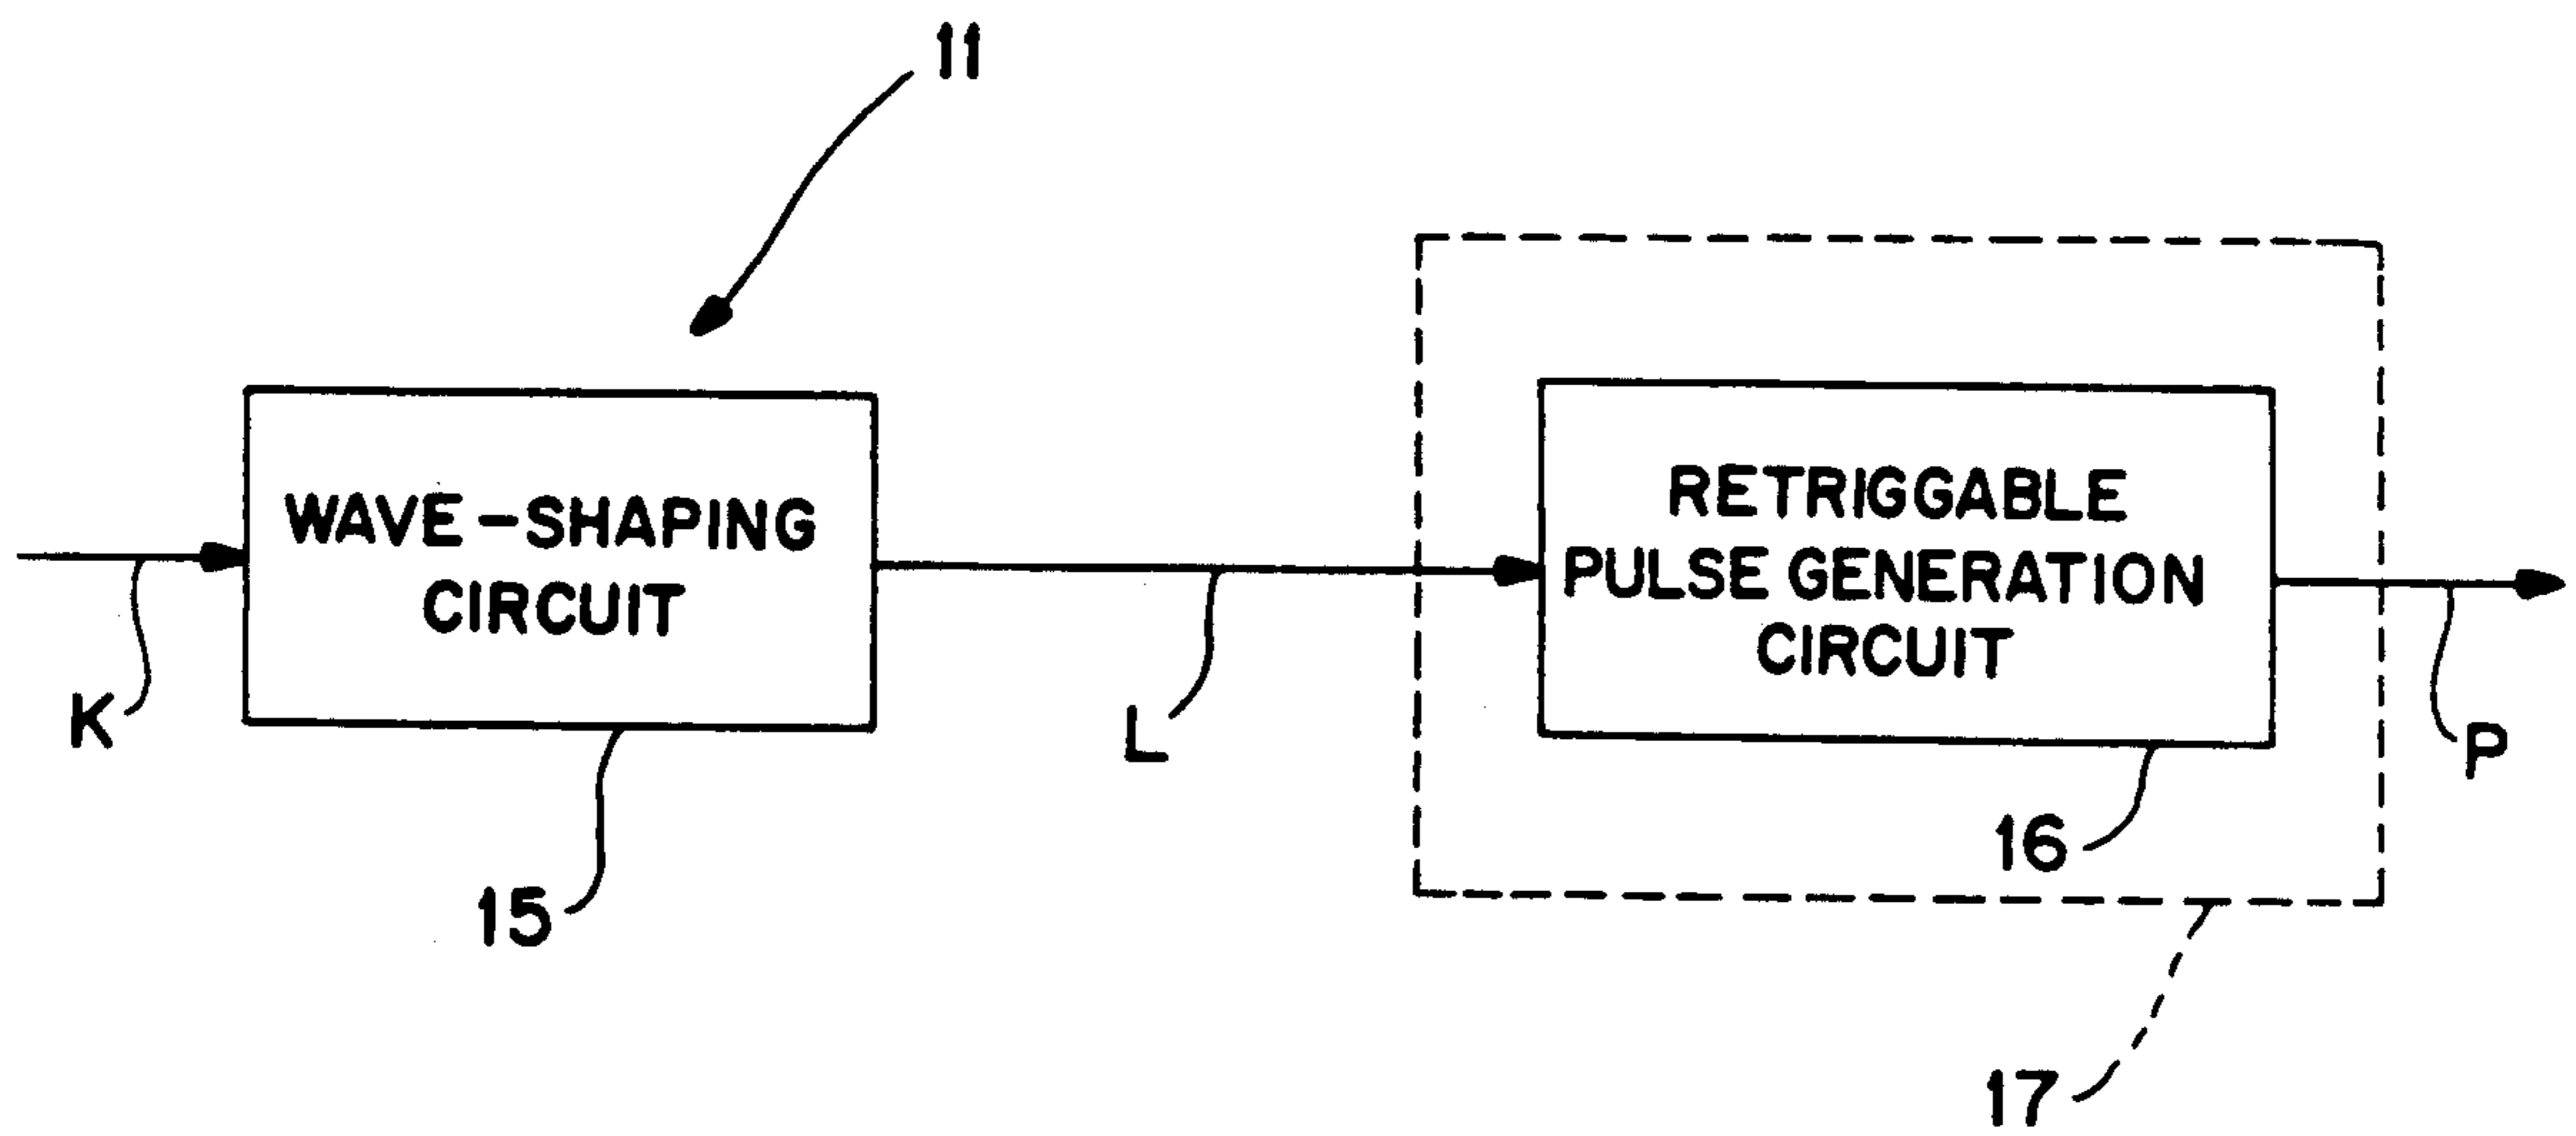 11
WAVE-SHAPING
CIRCUIT
RETRIGGABLE
PULSE GENERATION
CIRCUIT
K
L
P
15
16
17